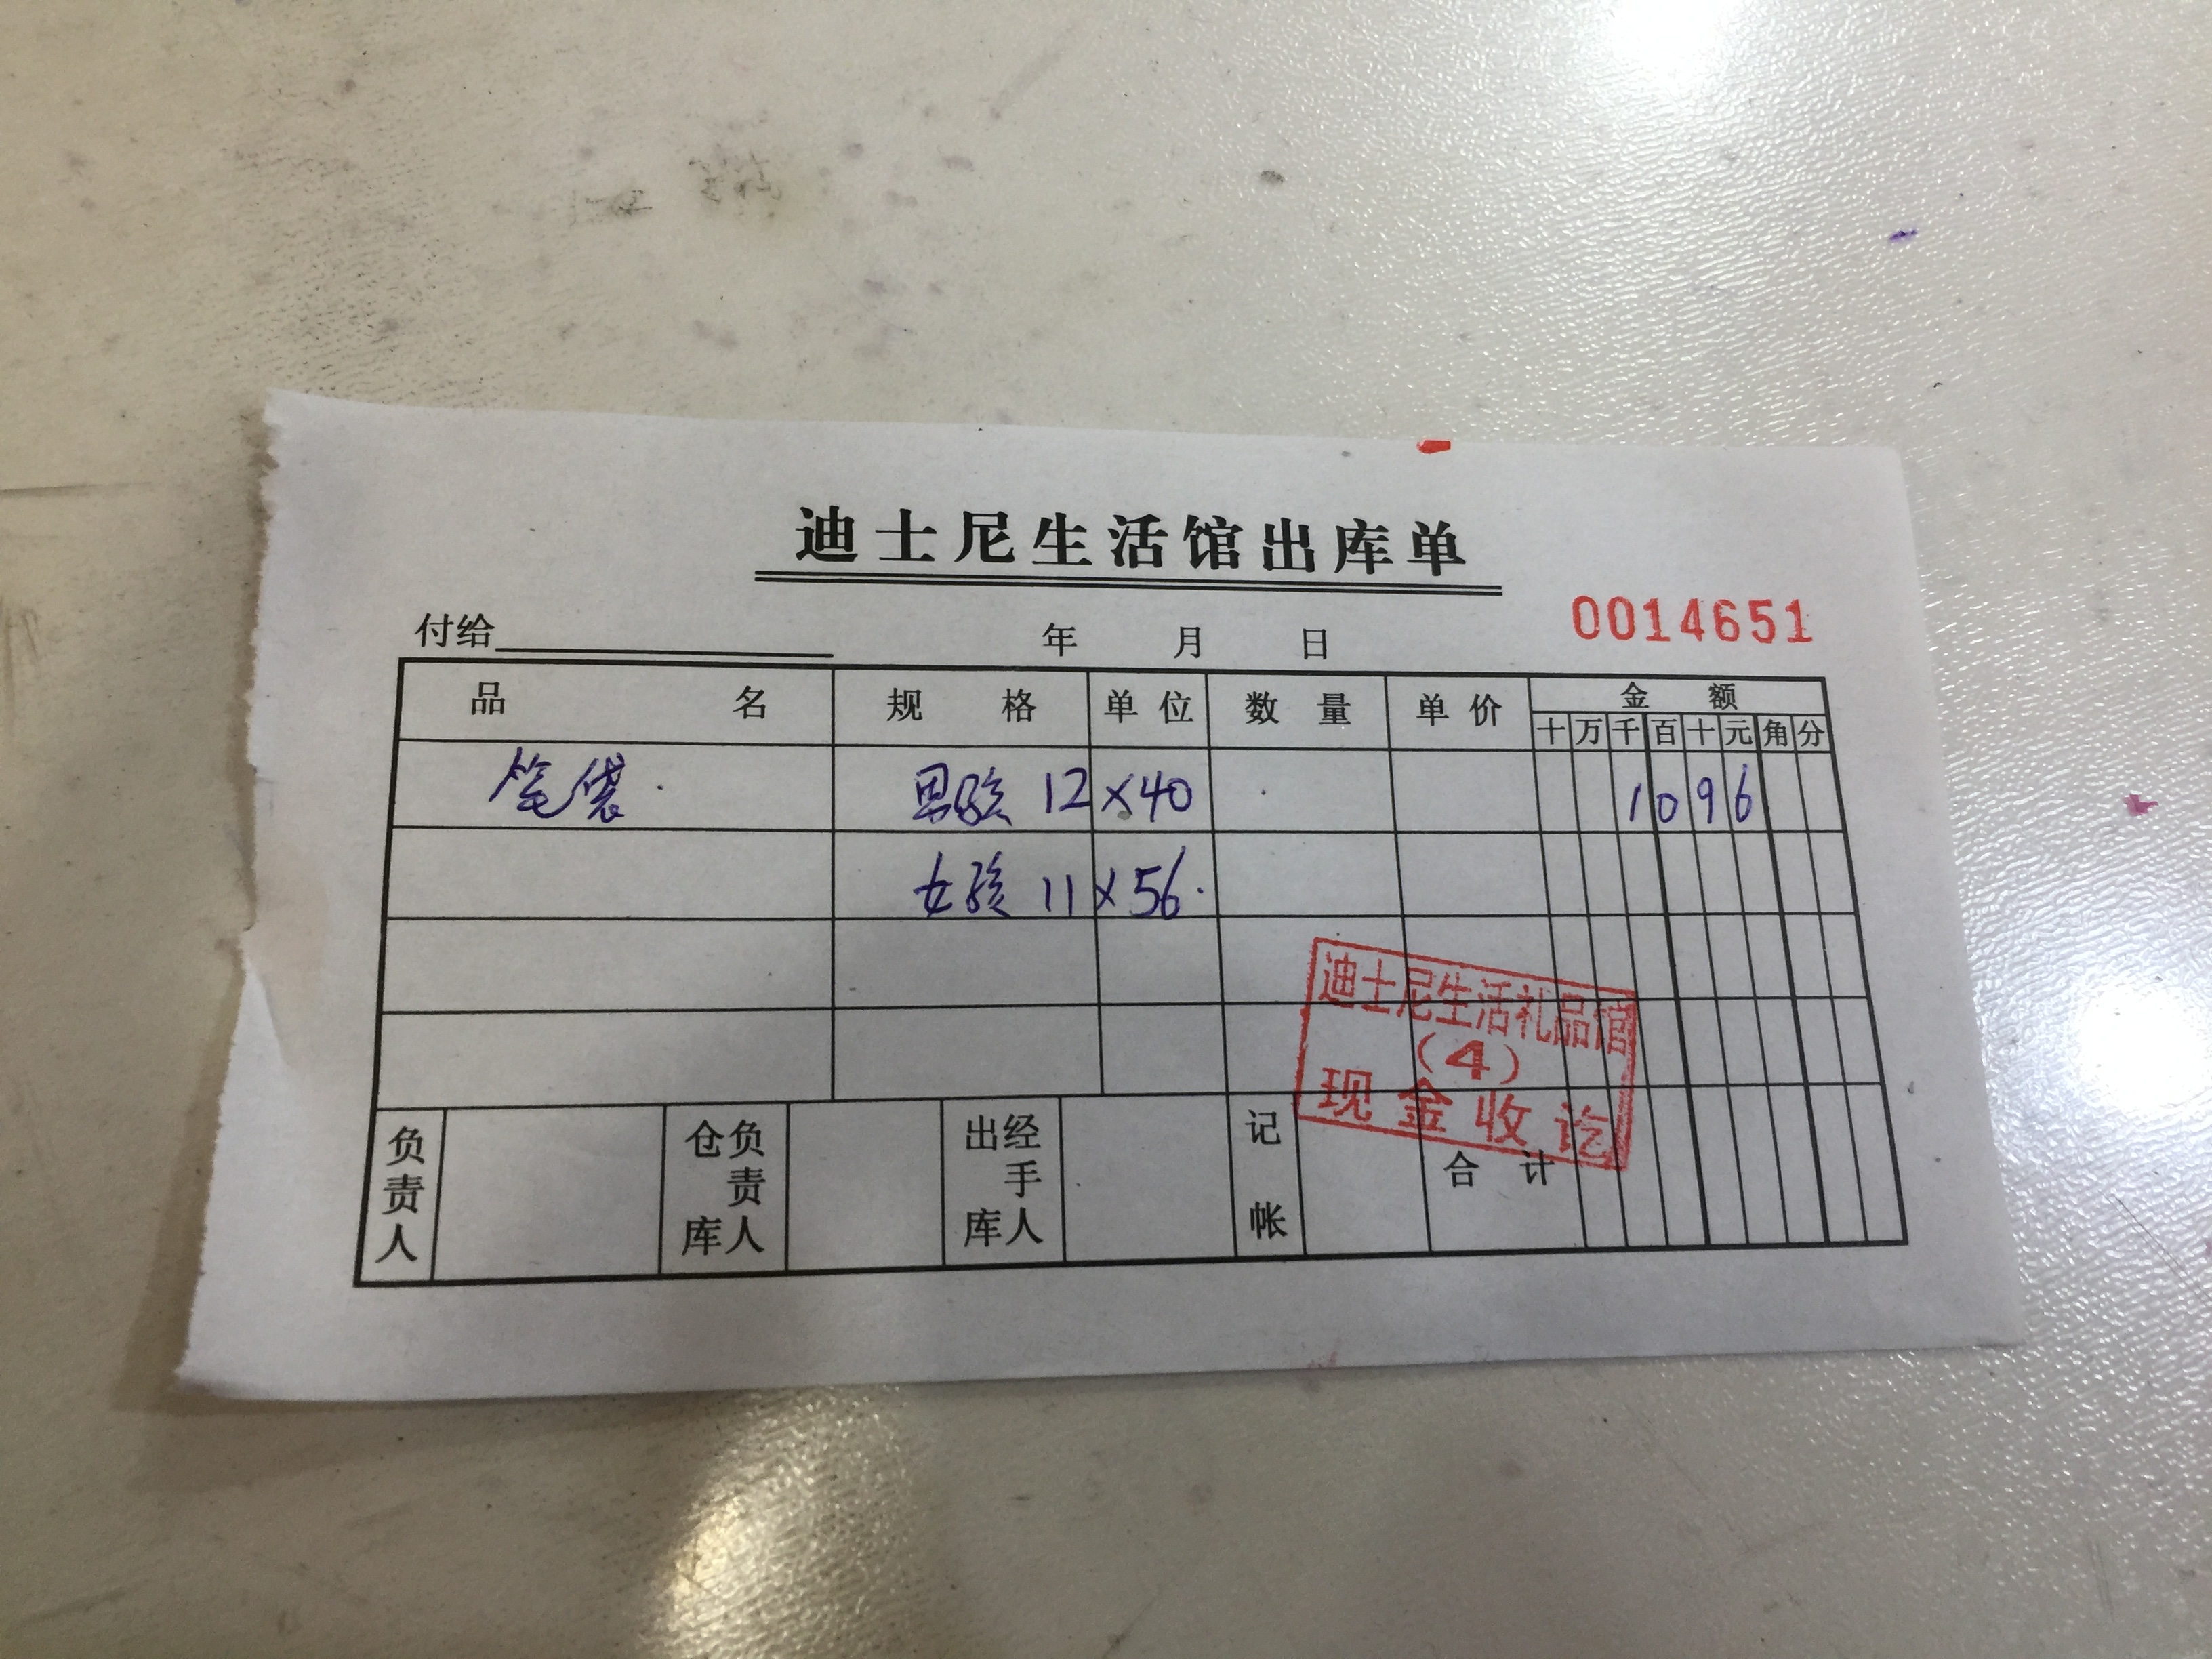 迪士尼生活馆出库单
付给 年 月 日 0014651
品名 规格 单位 数量 单价 金额
十 万 千 百 十 元 角 分
笔袋 男孩 12×40 1096
女孩 11×56
迪士尼生活礼品馆
(4)
现金收讫
负责人 仓库负责人 出库经手人 记帐 合计